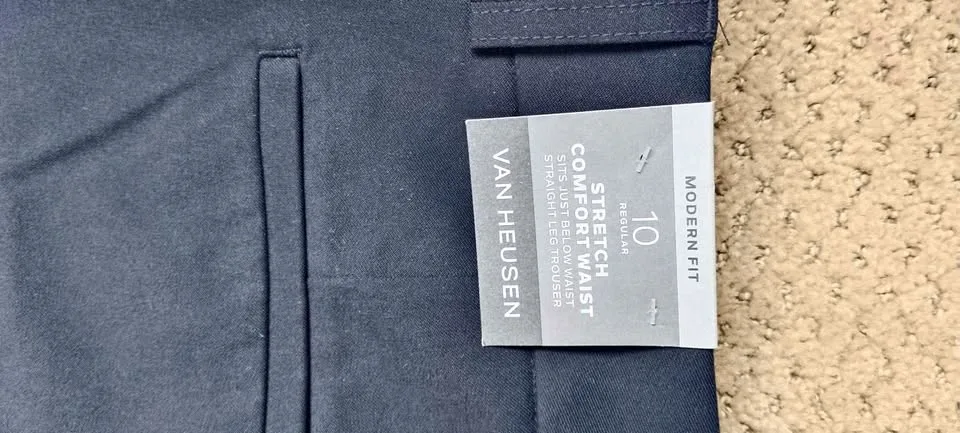 MODERN FIT
10
REGULAR
STRETCH
COMFORT WAIST
SITS JUST BELOW WAIST
STRAIGHT LEG TROUSER
VAN HEUSEN